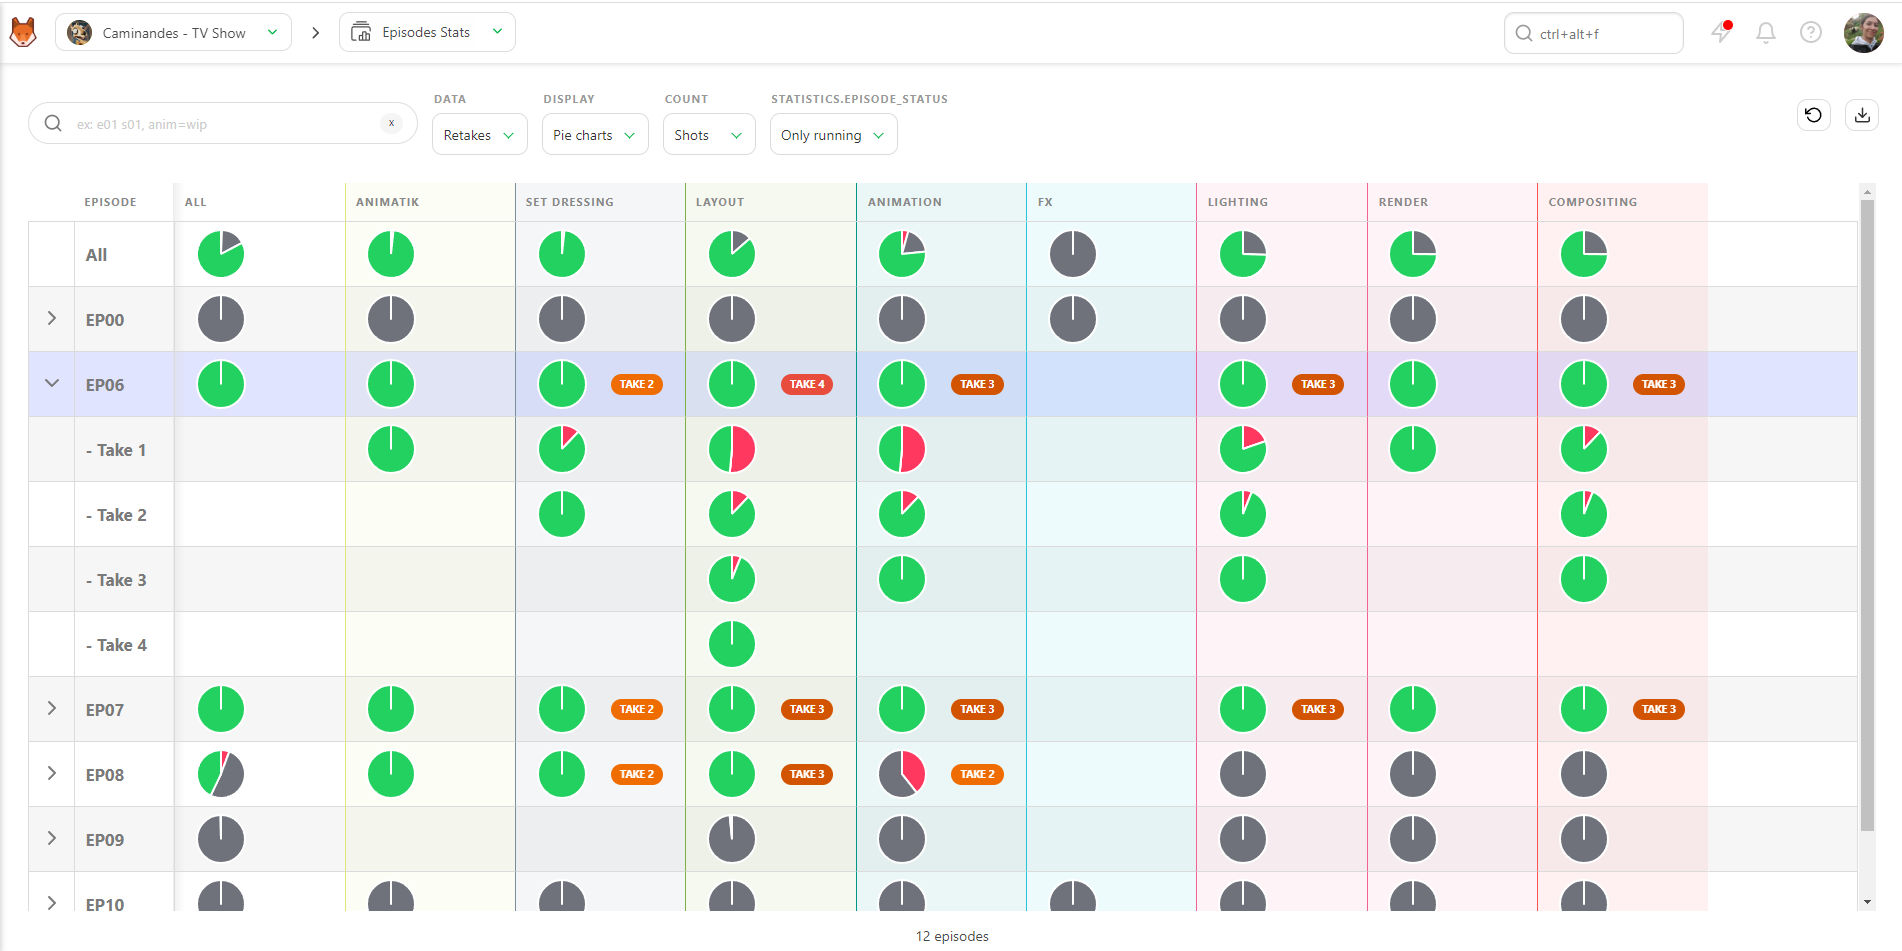 Caminandes - TV Show
Episodes Stats
ctrl+alt+f
DATA
DISPLAY
COUNT
STATISTICS.EPISODE_STATUS
ex: e01 s01, anim=wip
x
Retakes
Pie charts
Shots
Only running
EPISODE ALL ANIMATIK SET DRESSING LAYOUT ANIMATION FX LIGHTING RENDER COMPOSITING
All
EP00
EP06 TAKE 2 TAKE 4 TAKE 3 TAKE 3 TAKE 3
- Take 1
- Take 2
- Take 3
- Take 4
EP07 TAKE 2 TAKE 3 TAKE 3 TAKE 3 TAKE 3
EP08 TAKE 2 TAKE 3 TAKE 2
EP09
EP10
12 episodes